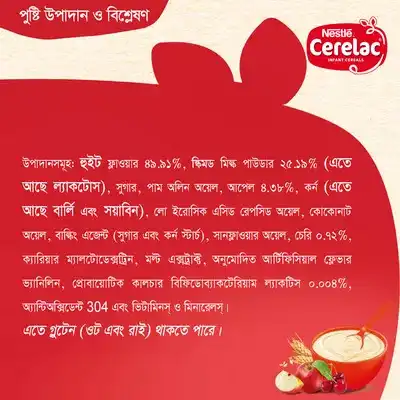 পুষ্টি উপাদান ও বিশ্লেষণ
Nestlé
Cerelac
INFANT CEREALS
উপাদানসমূহ: হুইট ফ্লাওয়ার ৪৯.৯১%, স্কিমড মিল্ক পাউডার ২৫.১৯% (এতে
আছে ল্যাকটোস), সুগার, পাম অলিন অয়েল, আপেল ৪.৩৮%, কর্ন (এতে
আছে বার্লি এবং সয়াবিন), লো ইরোসিক এসিড রেপসিড অয়েল, কোকোনাট
অয়েল, বাল্কিং এজেন্ট (সুগার এবং কর্ন স্টার্চ), সানফ্লাওয়ার অয়েল, চেরি ০.৭২%,
ক্যারিয়ার ম্যালটোডেক্সট্রিন, মল্ট এক্সট্রাক্ট, অনুমোদিত আর্টিফিসিয়াল ফ্লেভার
ভ্যানিলিন, প্রোবায়োটিক কালচার বিফিডোব্যাকটেরিয়াম ল্যাকটিস ০.০০৪%,
অ্যান্টিঅক্সিডেন্ট 304 এবং ভিটামিনস্ ও মিনারেলস্।
এতে গ্লুটেন (ওট এবং রাই) থাকতে পারে।